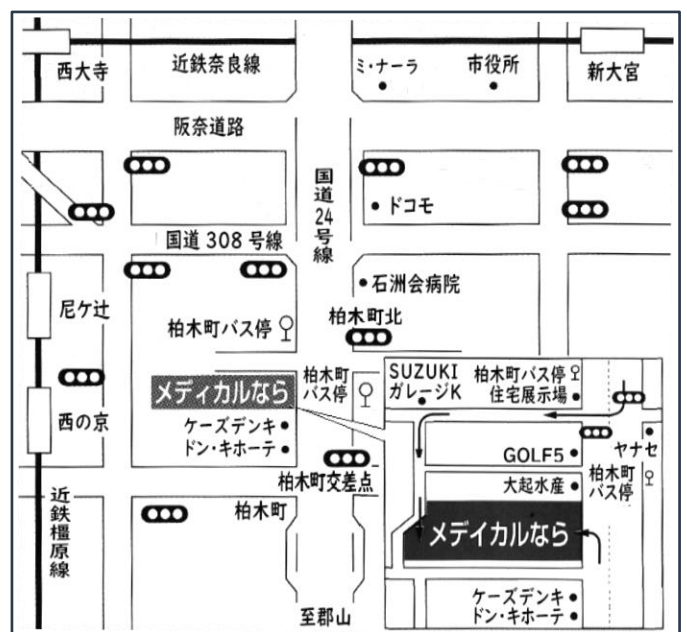 西大寺
近鉄奈良線
ミ・ナーラ
市役所
新大宮
阪奈道路
国道24号線
ドコモ
国道308号線
石洲会病院
尼ケ辻
柏木町バス停
柏木町北
メディカルなら
柏木町
バス停
西の京
ケーズデンキ
ドン・キホーテ
柏木町交差点
近鉄橿原線
柏木町
至郡山
SUZUKI
ガレージK
柏木町バス停
住宅展示場
GOLF5
ヤナセ
柏木町
バス停
大起水産
メデイカルなら
ケーズデンキ
ドン・キホーテ